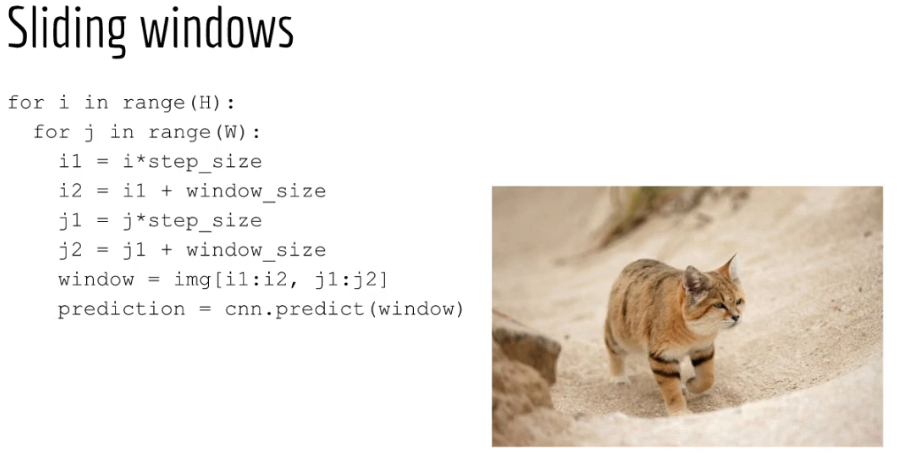 Sliding windows
for i in range(H):
  for j in range(W):
    i1 = i*step_size
    i2 = i1 + window_size
    j1 = j*step_size
    j2 = j1 + window_size
    window = img[i1:i2, j1:j2]
    prediction = cnn.predict(window)